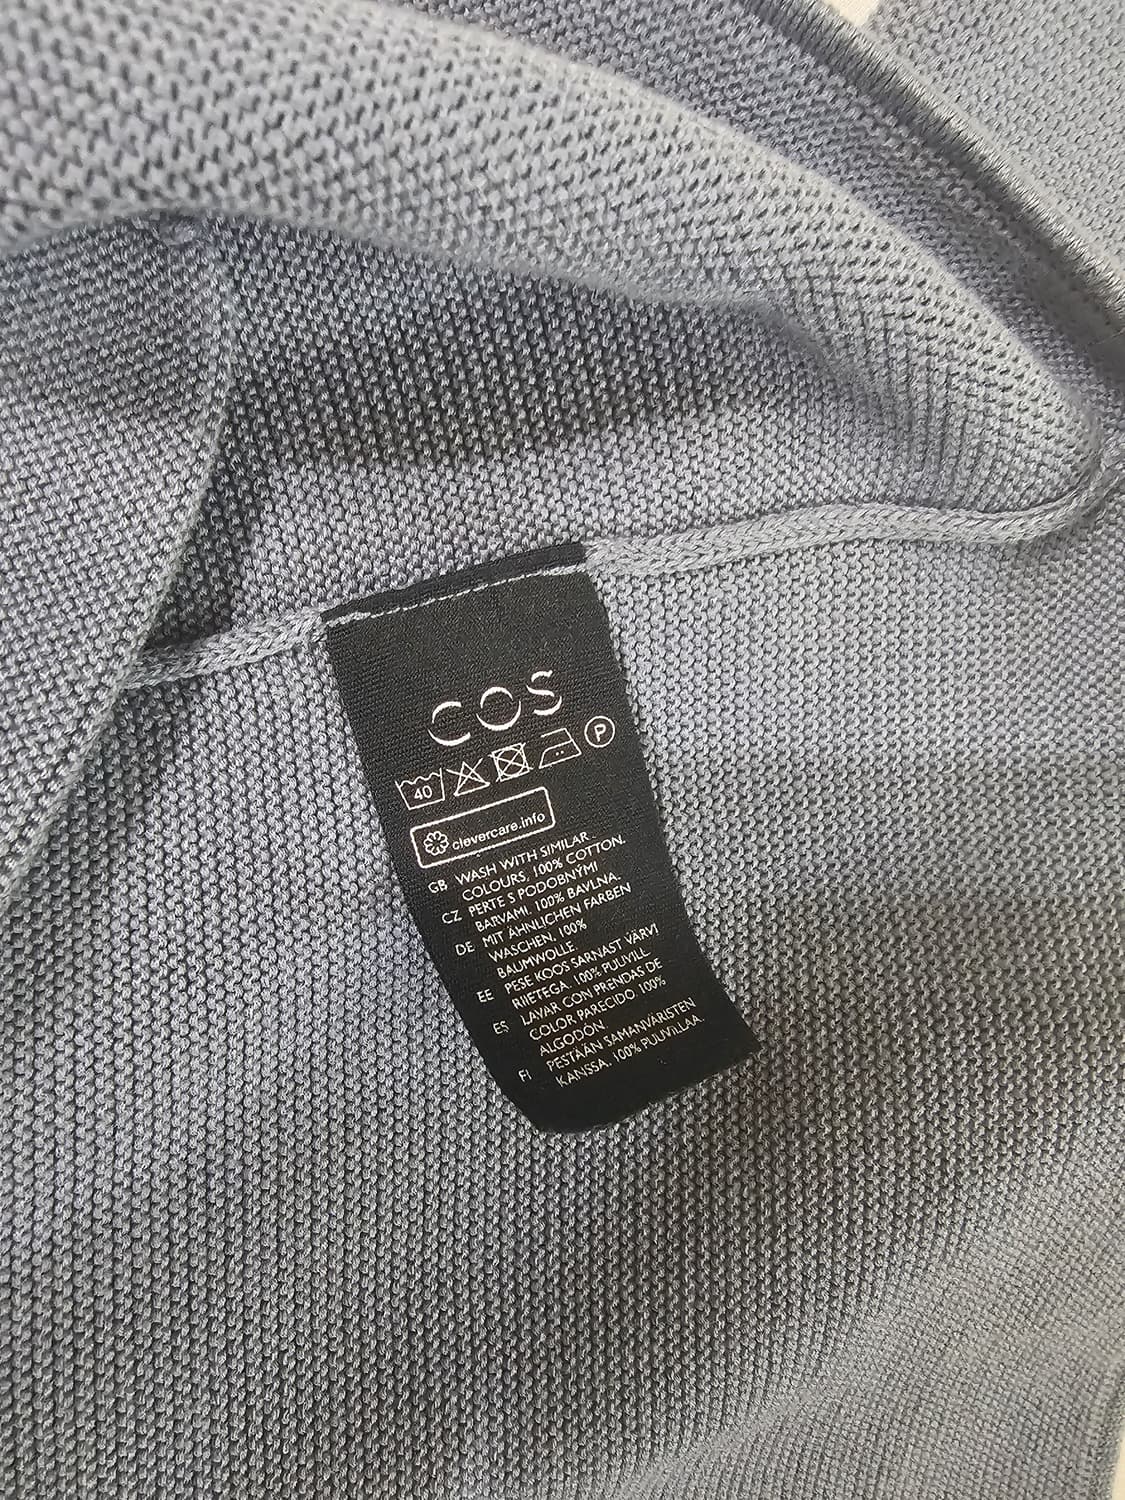 COS
40 P
clevercare.info
GB WASH WITH SIMILAR
COLOURS, 100% COTTON.
CZ PERTE S PODOBNÝMI
BARVAMI, 100% BAVLNA.
DE MIT ÄHNLICHEN FARBEN
WASCHEN, 100%
BAUMWOLLE.
EE PESE KOOS SARNAST VÄRVI
RIIETEGA. 100% PUUVILL
ES LAVAR CON PRENDAS DE
COLOR PARECIDO. 100%
ALGODÓN.
FI PESTÄÄN SAMANVÄRISTEN
KANSSA. 100% PUUVILLAA.